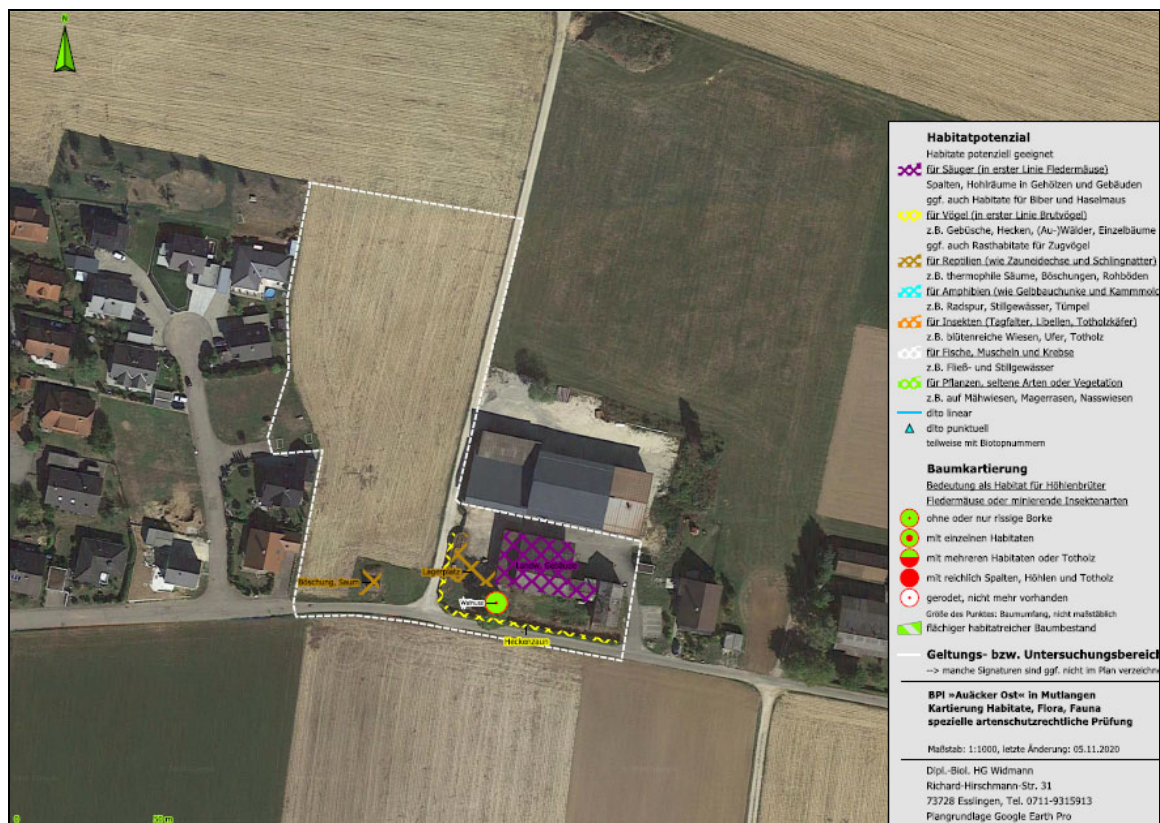 N
Habitatpotenzial
Habitate potenziell geeignet
für Säuger (in erster Linie Fledermäuse)
Spalten, Hohlräume in Gehölzen und Gebäuden
ggf. auch Habitate für Biber und Haselmaus
für Vögel (in erster Linie Brutvögel)
z.B. Gebüsche, Hecken, (Au-)Wälder, Einzelbäume
ggf. auch Rasthabitate für Zugvögel
für Reptilien (wie Zauneidechse und Schlingnatter)
z.B. thermophile Säume, Böschungen, Rohböden
für Amphibien (wie Gelbbauchunke und Kammmolc
z.B. Radspur, Stillgewässer, Tümpel
für Insekten (Tagfalter, Libellen, Totholzkäfer)
z.B. blütenreiche Wiesen, Ufer, Totholz
für Fische, Muscheln und Krebse
z.B. Fließ- und Stillgewässer
für Pflanzen, seltene Arten oder Vegetation
z.B. auf Mähwiesen, Magerrasen, Nasswiesen
dito linear
dito punktuell
teilweise mit Biotopnummern
Baumkartierung
Bedeutung als Habitat für Höhlenbrüter
Fledermäuse oder minierende Insektenarten
ohne oder nur rissige Borke
mit einzelnen Habitaten
mit mehreren Habitaten oder Totholz
mit reichlich Spalten, Höhlen und Totholz
gerodet, nicht mehr vorhanden
Größe des Punktes: Baumumfang, nicht maßstäblich
flächiger habitatreicher Baumbestand
Geltungs- bzw. Untersuchungsbereich
--> manche Signaturen sind ggf. nicht im Plan verzeichne
BPl »Auäcker Ost« in Mutlangen
Kartierung Habitate, Flora, Fauna
spezielle artenschutzrechtliche Prüfung
Maßstab: 1:1000, letzte Änderung: 05.11.2020
Dipl.-Biol. HG Widmann
Richard-Hirschmann-Str. 31
73728 Esslingen, Tel. 0711-9315913
Plangrundlage Google Earth Pro
Böschung, Saum
Lagerplatz
Gebäude
Walnuss
Heckenzaun
0
50 m